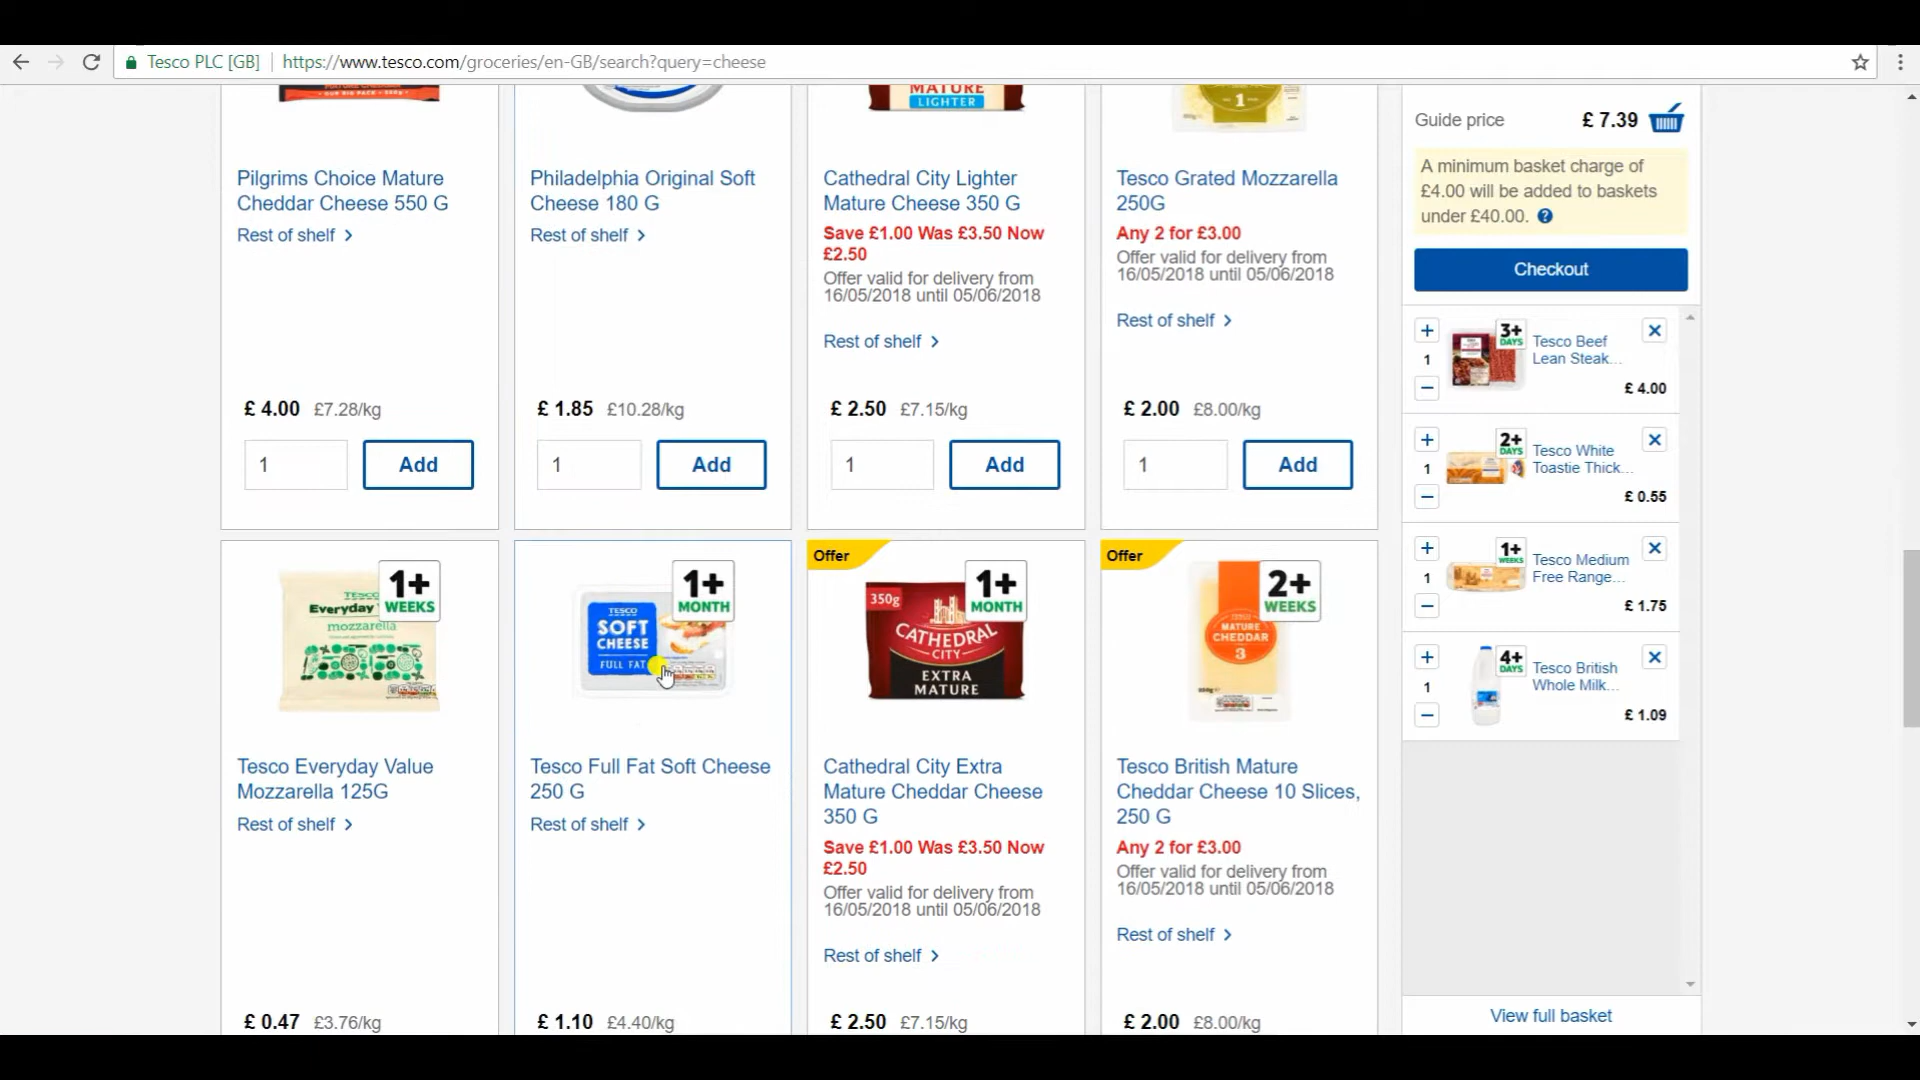 Tesco PLC [GB]
https://www.tesco.com/groceries/en-GB/search?query=cheese
MATURE
LIGHTER
1
Pilgrims Choice Mature
Cheddar Cheese 550 G
Rest of shelf
£ 4.00 £7.28/kg
1 Add
Philadelphia Original Soft
Cheese 180 G
Rest of shelf
£ 1.85 £10.28/kg
1 Add
Cathedral City Lighter
Mature Cheese 350 G
Save £1.00 Was £3.50 Now
£2.50
Offer valid for delivery from
16/05/2018 until 05/06/2018
Rest of shelf
£ 2.50 £7.15/kg
1 Add
Tesco Grated Mozzarella
250G
Any 2 for £3.00
Offer valid for delivery from
16/05/2018 until 05/06/2018
Rest of shelf
£ 2.00 £8.00/kg
1 Add
TESCO
Everyday
mozzarella
1+
WEEKS
Tesco Everyday Value
Mozzarella 125G
Rest of shelf
£ 0.47 £3.76/kg
TESCO
SOFT
CHEESE
FULL FAT
1+
MONTH
Tesco Full Fat Soft Cheese
250 G
Rest of shelf
£ 1.10 £4.40/kg
Offer
350g
CATHEDRAL
CITY
EXTRA
MATURE
1+
MONTH
Cathedral City Extra
Mature Cheddar Cheese
350 G
Save £1.00 Was £3.50 Now
£2.50
Offer valid for delivery from
16/05/2018 until 05/06/2018
Rest of shelf
£ 2.50 £7.15/kg
Offer
TESCO
MATURE
CHEDDAR
3
2+
WEEKS
Tesco British Mature
Cheddar Cheese 10 Slices,
250 G
Any 2 for £3.00
Offer valid for delivery from
16/05/2018 until 05/06/2018
Rest of shelf
£ 2.00 £8.00/kg
Guide price £ 7.39
A minimum basket charge of
£4.00 will be added to baskets
under £40.00. ?
Checkout
1
3+
DAYS
Tesco Beef
Lean Steak...
£ 4.00
1
2+
DAYS
Tesco White
Toastie Thick...
£ 0.55
1
1+
WEEKS
Tesco Medium
Free Range...
£ 1.75
1
4+
DAYS
Tesco British
Whole Milk...
£ 1.09
View full basket